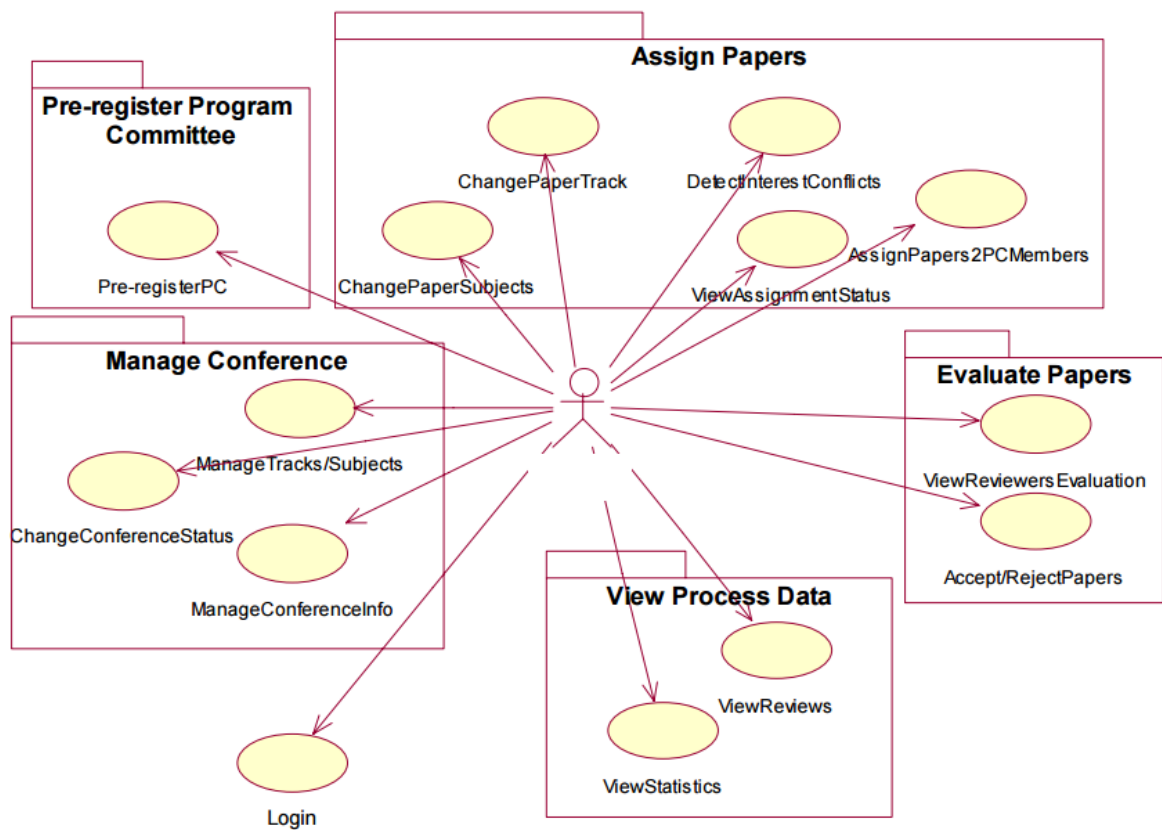 Assign Papers
Pre-register Program
Committee
ChangePaperTrack
DetectInterestConflicts
Pre-registerPC
ChangePaperSubjects
AssignPapers2PCMembers
ViewAssignmentStatus
Manage Conference
Evaluate Papers
ManageTracks/Subjects
ViewReviewersEvaluation
ChangeConferenceStatus
Accept/RejectPapers
ManageConferenceInfo
View Process Data
ViewReviews
ViewStatistics
Login